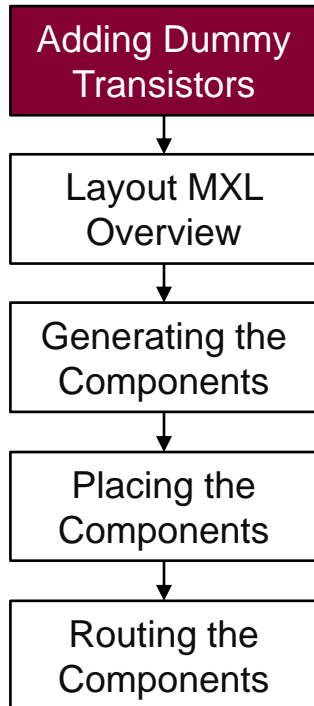 Adding Dummy
Transistors
Layout MXL
Overview
Generating the
Components
Placing the
Components
Routing the
Components